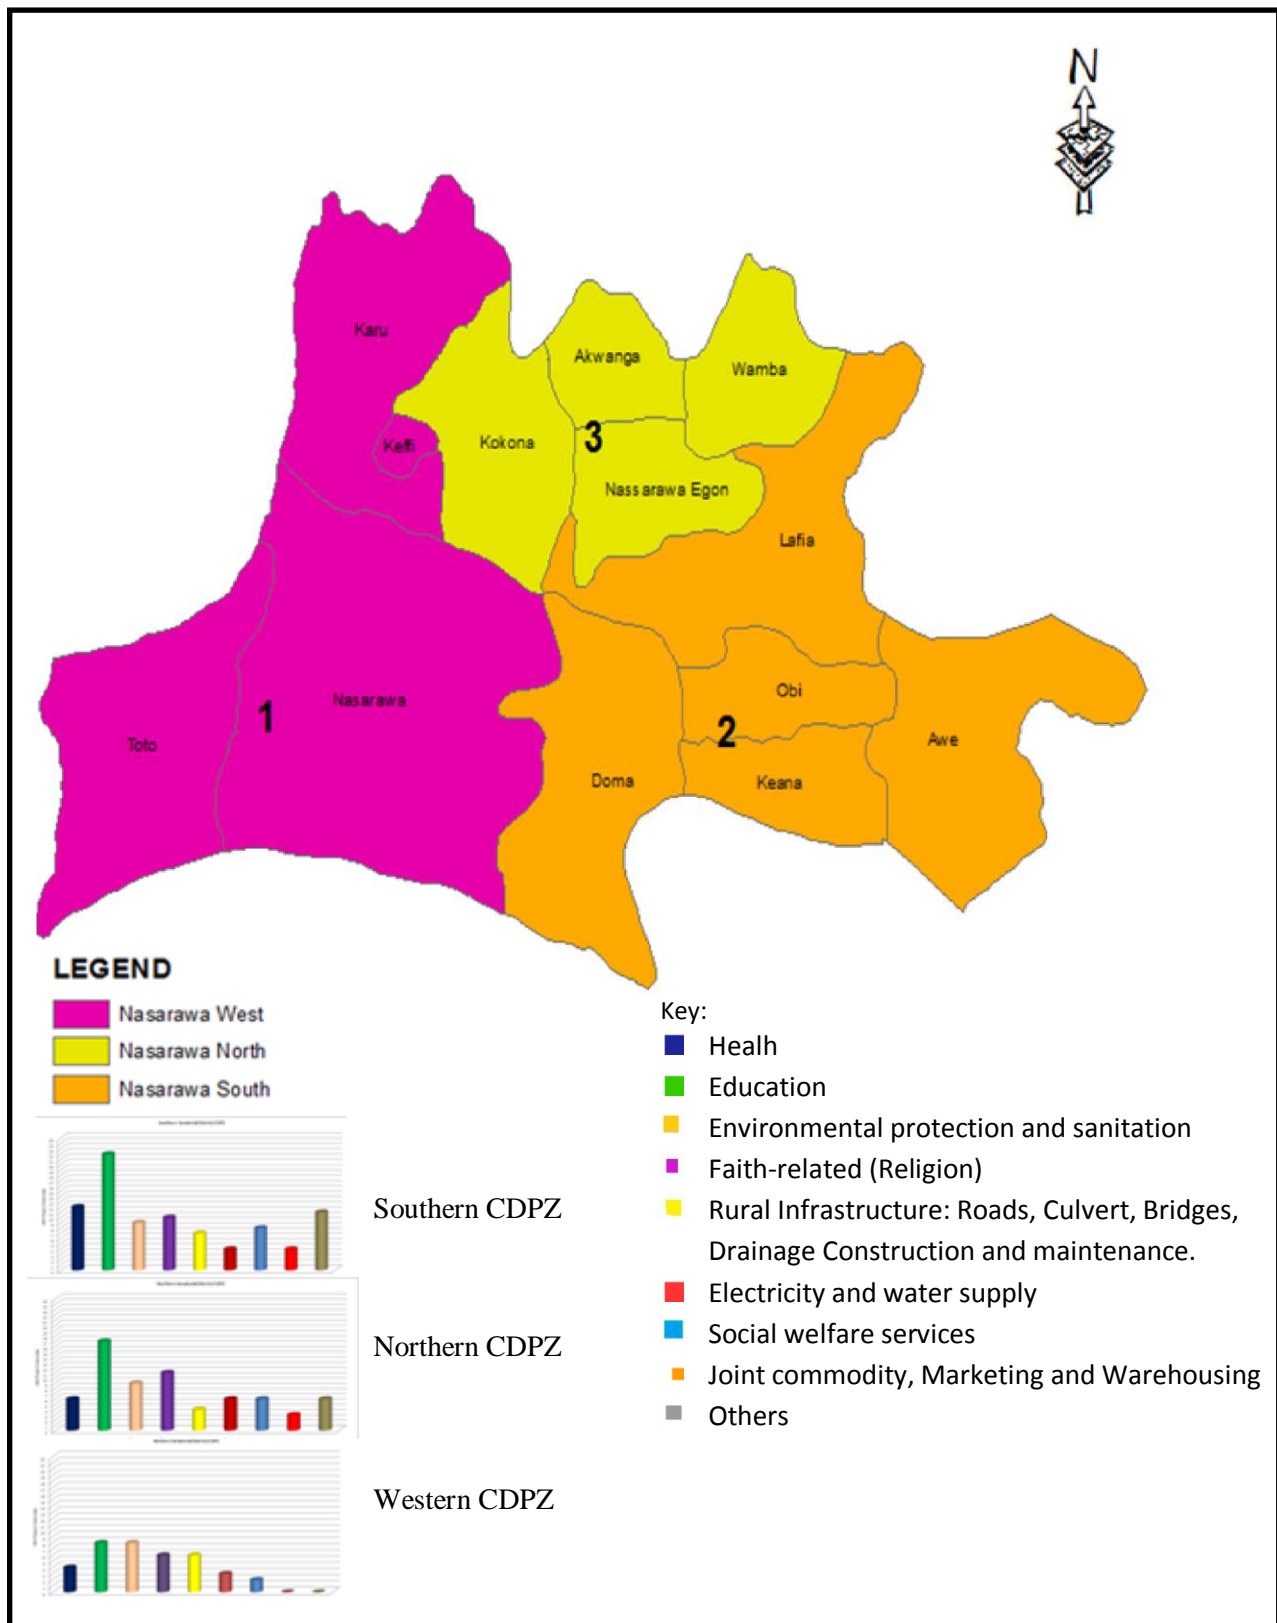 N
Karu
Akwanga
Wamba
Keffi
Kokona
3
Nassarawa Egon
Lafia
Nasarawa
1
Toto
Obi
2
Awe
Doma
Keana
LEGEND
Nasarawa West
Nasarawa North
Nasarawa South
Key:
Healh
Education
Environmental protection and sanitation
Faith-related (Religion)
Rural Infrastructure: Roads, Culvert, Bridges,
Drainage Construction and maintenance.
Electricity and water supply
Social welfare services
Joint commodity, Marketing and Warehousing
Others
Southern CDPZ
Northern CDPZ
Western CDPZ